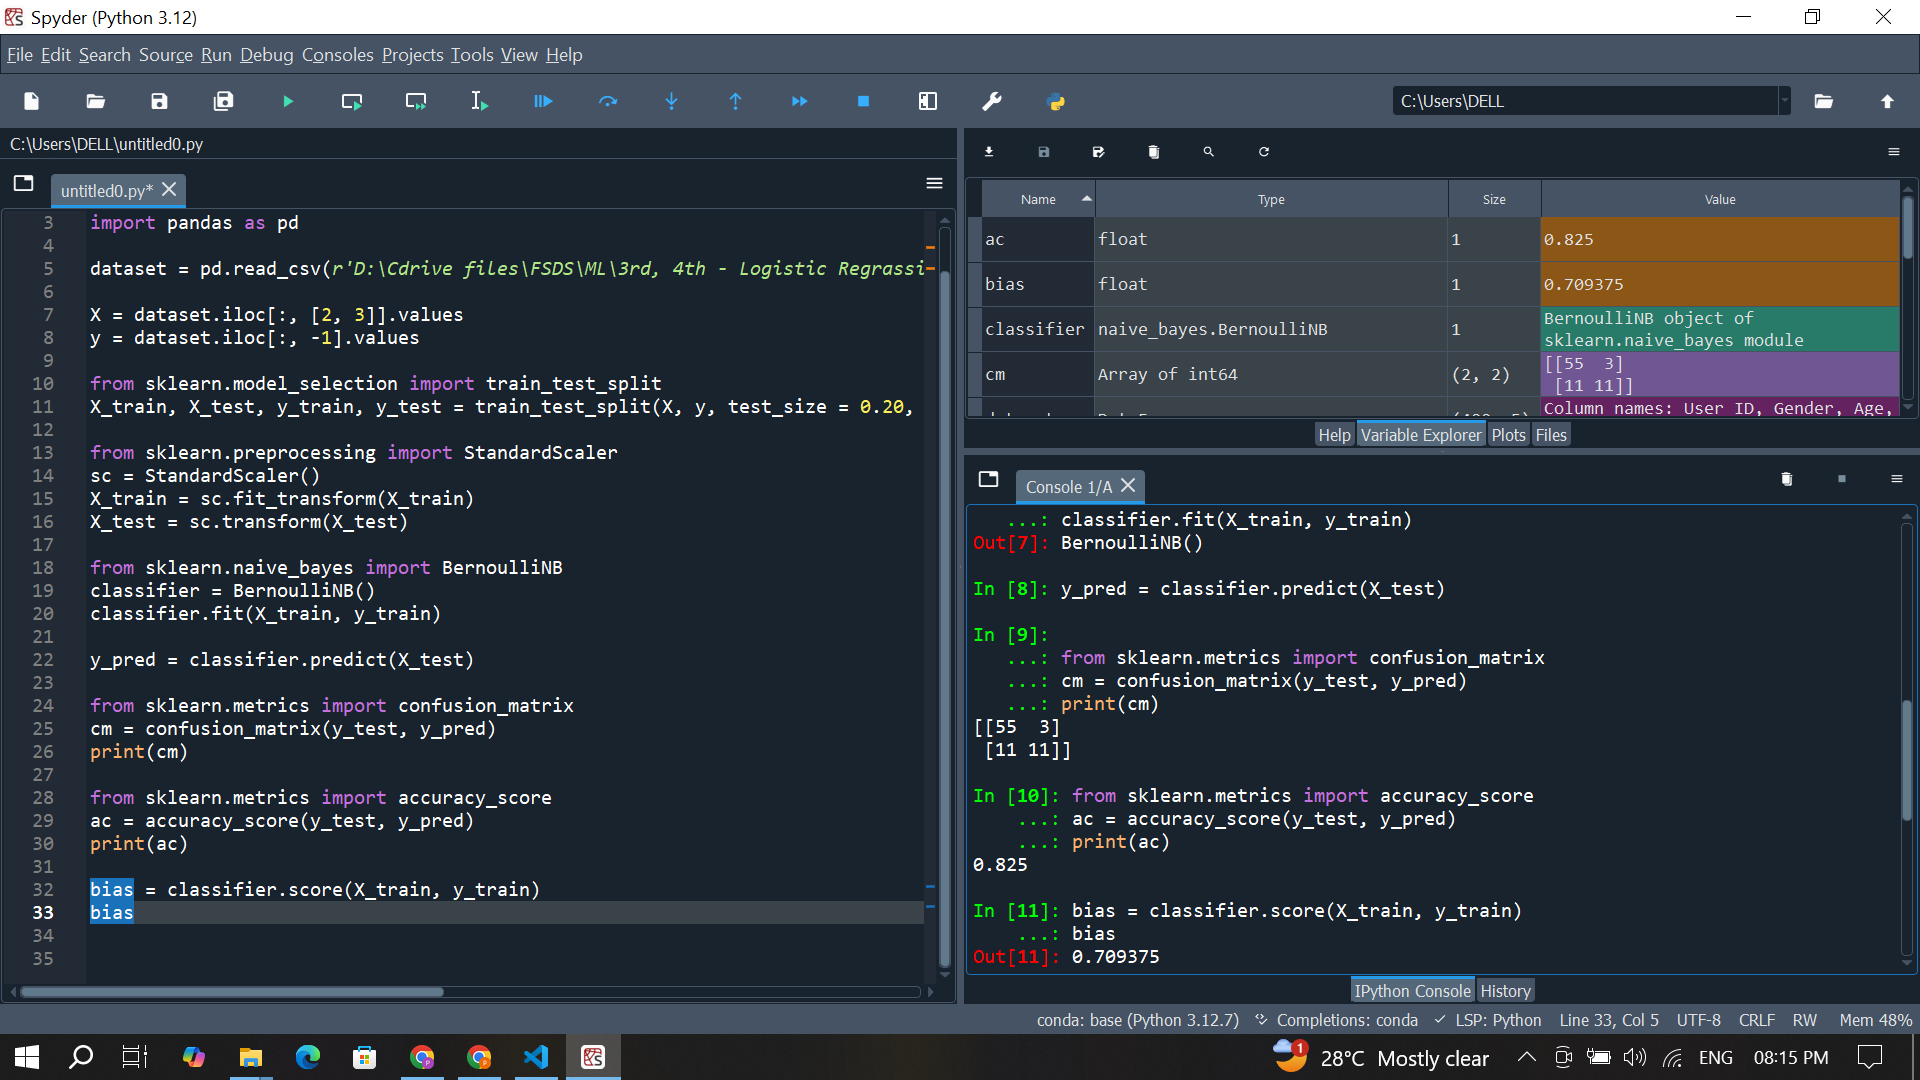 Spyder (Python 3.12)
File Edit Search Source Run Debug Consoles Projects Tools View Help
C:\Users\DELL
C:\Users\DELL\untitled0.py
untitled0.py*
3 import pandas as pd
4
5 dataset = pd.read_csv(r'D:\Cdrive files\FSDS\ML\3rd, 4th - Logistic Regrassi
6
7 X = dataset.iloc[:, [2, 3]].values
8 y = dataset.iloc[:, -1].values
9
10 from sklearn.model_selection import train_test_split
11 X_train, X_test, y_train, y_test = train_test_split(X, y, test_size = 0.20,
12
13 from sklearn.preprocessing import StandardScaler
14 sc = StandardScaler()
15 X_train = sc.fit_transform(X_train)
16 X_test = sc.transform(X_test)
17
18 from sklearn.naive_bayes import BernoulliNB
19 classifier = BernoulliNB()
20 classifier.fit(X_train, y_train)
21
22 y_pred = classifier.predict(X_test)
23
24 from sklearn.metrics import confusion_matrix
25 cm = confusion_matrix(y_test, y_pred)
26 print(cm)
27
28 from sklearn.metrics import accuracy_score
29 ac = accuracy_score(y_test, y_pred)
30 print(ac)
31
32 bias = classifier.score(X_train, y_train)
33 bias
34
35
Name Type Size Value
ac float 1 0.825
bias float 1 0.709375
classifier naive_bayes.BernoulliNB 1 BernoulliNB object of
sklearn.naive_bayes module
cm Array of int64 (2, 2) [[55 3]
[11 11]]
Column names: User ID, Gender, Age,
Help Variable Explorer Plots Files
Console 1/A
...: classifier.fit(X_train, y_train)
Out[7]: BernoulliNB()
In [8]: y_pred = classifier.predict(X_test)
In [9]:
...: from sklearn.metrics import confusion_matrix
...: cm = confusion_matrix(y_test, y_pred)
...: print(cm)
[[55 3]
[11 11]]
In [10]: from sklearn.metrics import accuracy_score
...: ac = accuracy_score(y_test, y_pred)
...: print(ac)
0.825
In [11]: bias = classifier.score(X_train, y_train)
...: bias
Out[11]: 0.709375
IPython Console History
conda: base (Python 3.12.7) Completions: conda LSP: Python Line 33, Col 5 UTF-8 CRLF RW Mem 48%
1 28°C Mostly clear ENG 08:15 PM